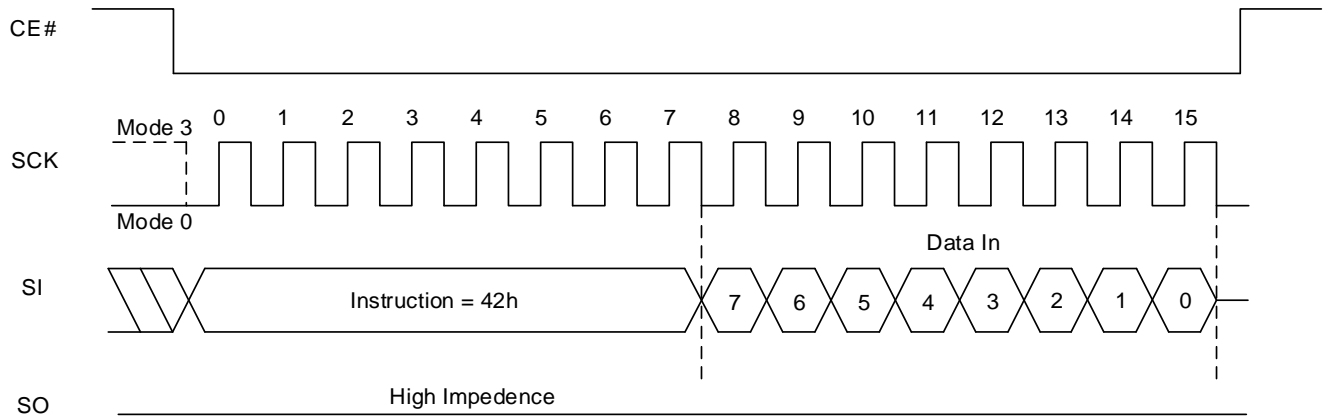 CE#
0 1 2 3 4 5 6 7 8 9 10 11 12 13 14 15
Mode 3
SCK
Mode 0
Data In
SI
Instruction = 42h
7 6 5 4 3 2 1 0
High Impedence
SO